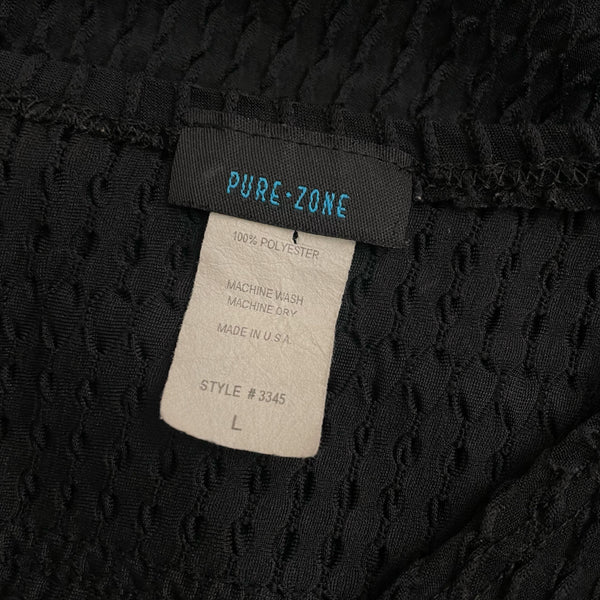 PURE·ZONE
100% POLYESTER
MACHINE WASH
MACHINE DRY
MADE IN U.S.A.
STYLE # 3345
L